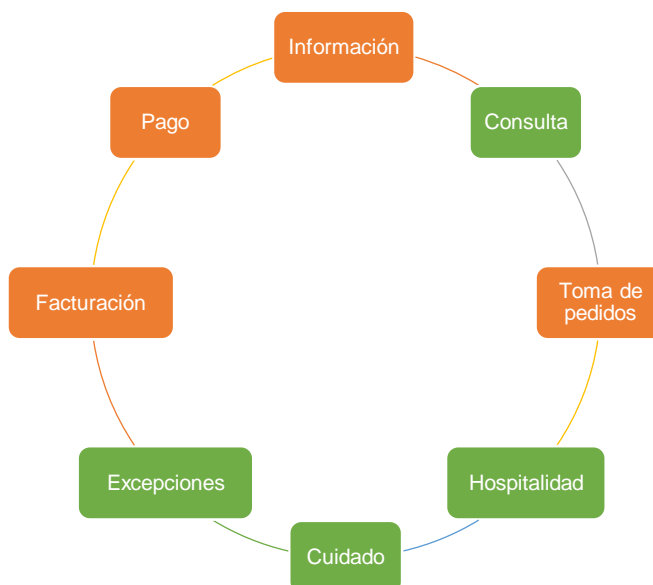 Información
Consulta
Toma de
pedidos
Hospitalidad
Cuidado
Excepciones
Facturación
Pago